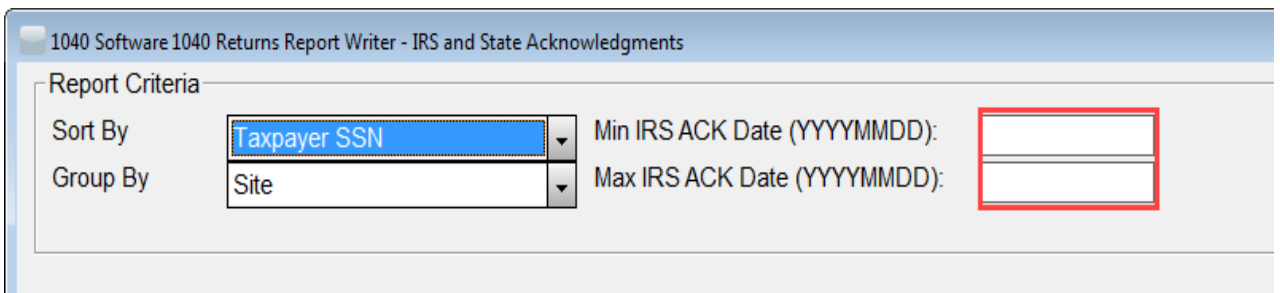 1040 Software 1040 Returns Report Writer - IRS and State Acknowledgments
Report Criteria
Sort By Taxpayer SSN Min IRS ACK Date (YYYYMMDD):
Group By Site Max IRS ACK Date (YYYYMMDD):